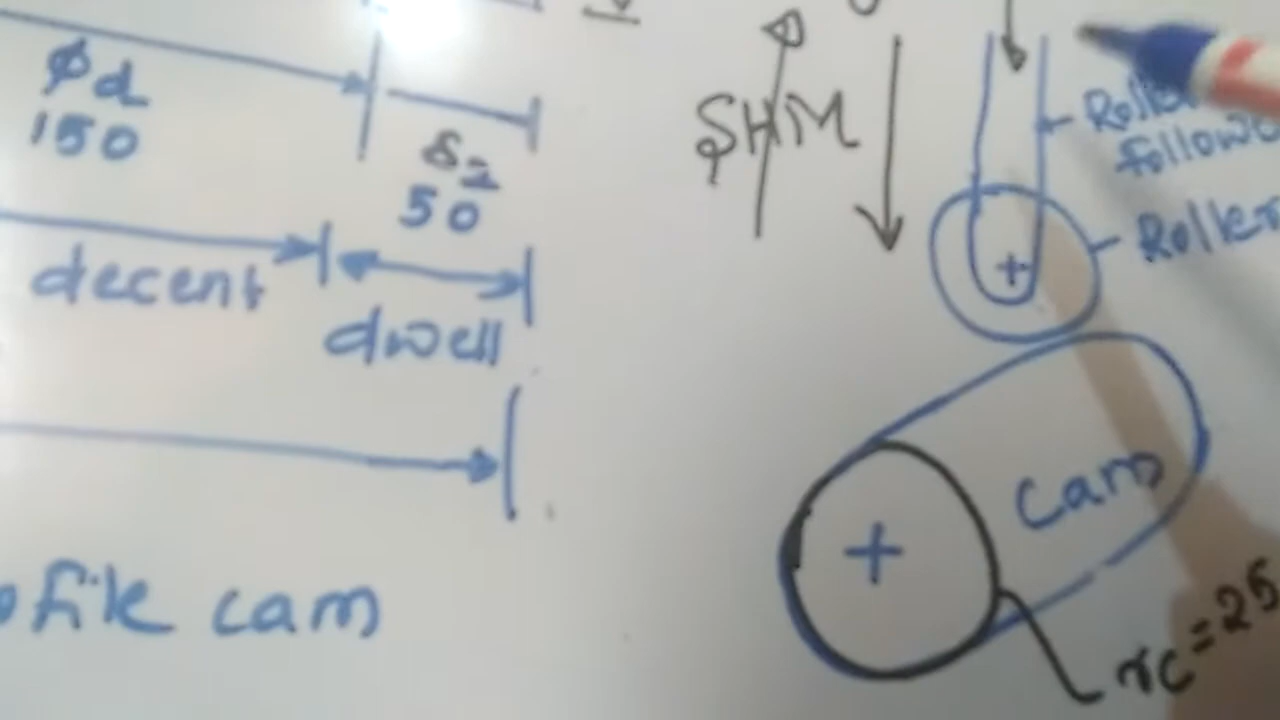 φd
150
δ2
50
decent
dwell
ofile cam
SHM
Roller
follower
Roller
cam
rc = 25